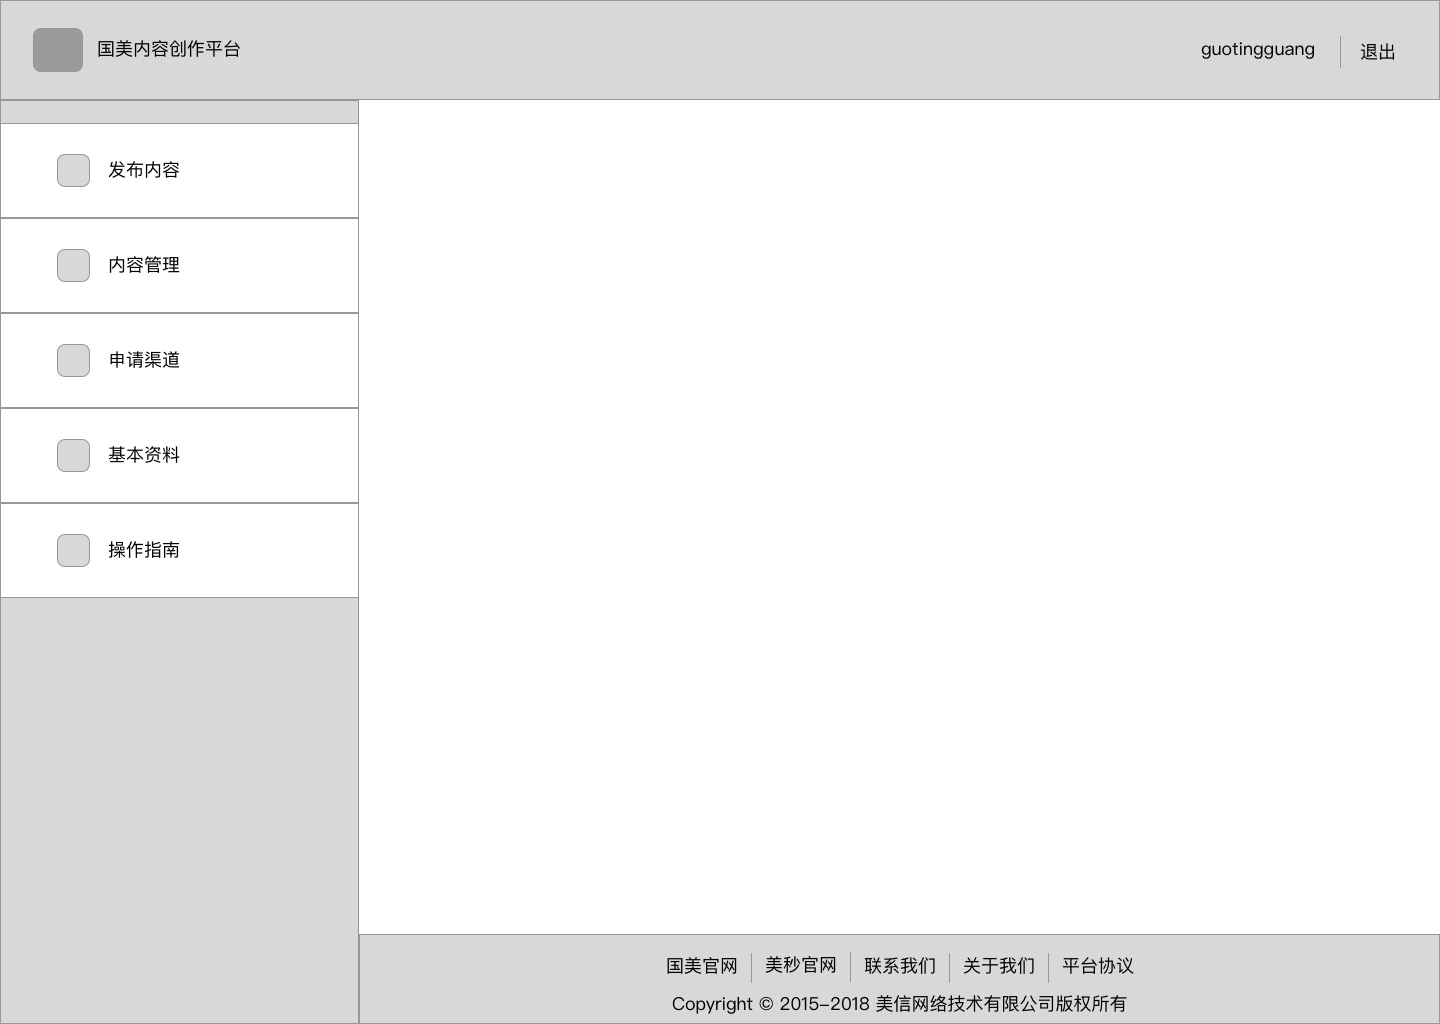 国美内容创作平台
guotingguang
退出
发布内容
内容管理
申请渠道
基本资料
操作指南
国美官网 美秒官网 联系我们 关于我们 平台协议
Copyright © 2015-2018 美信网络技术有限公司版权所有